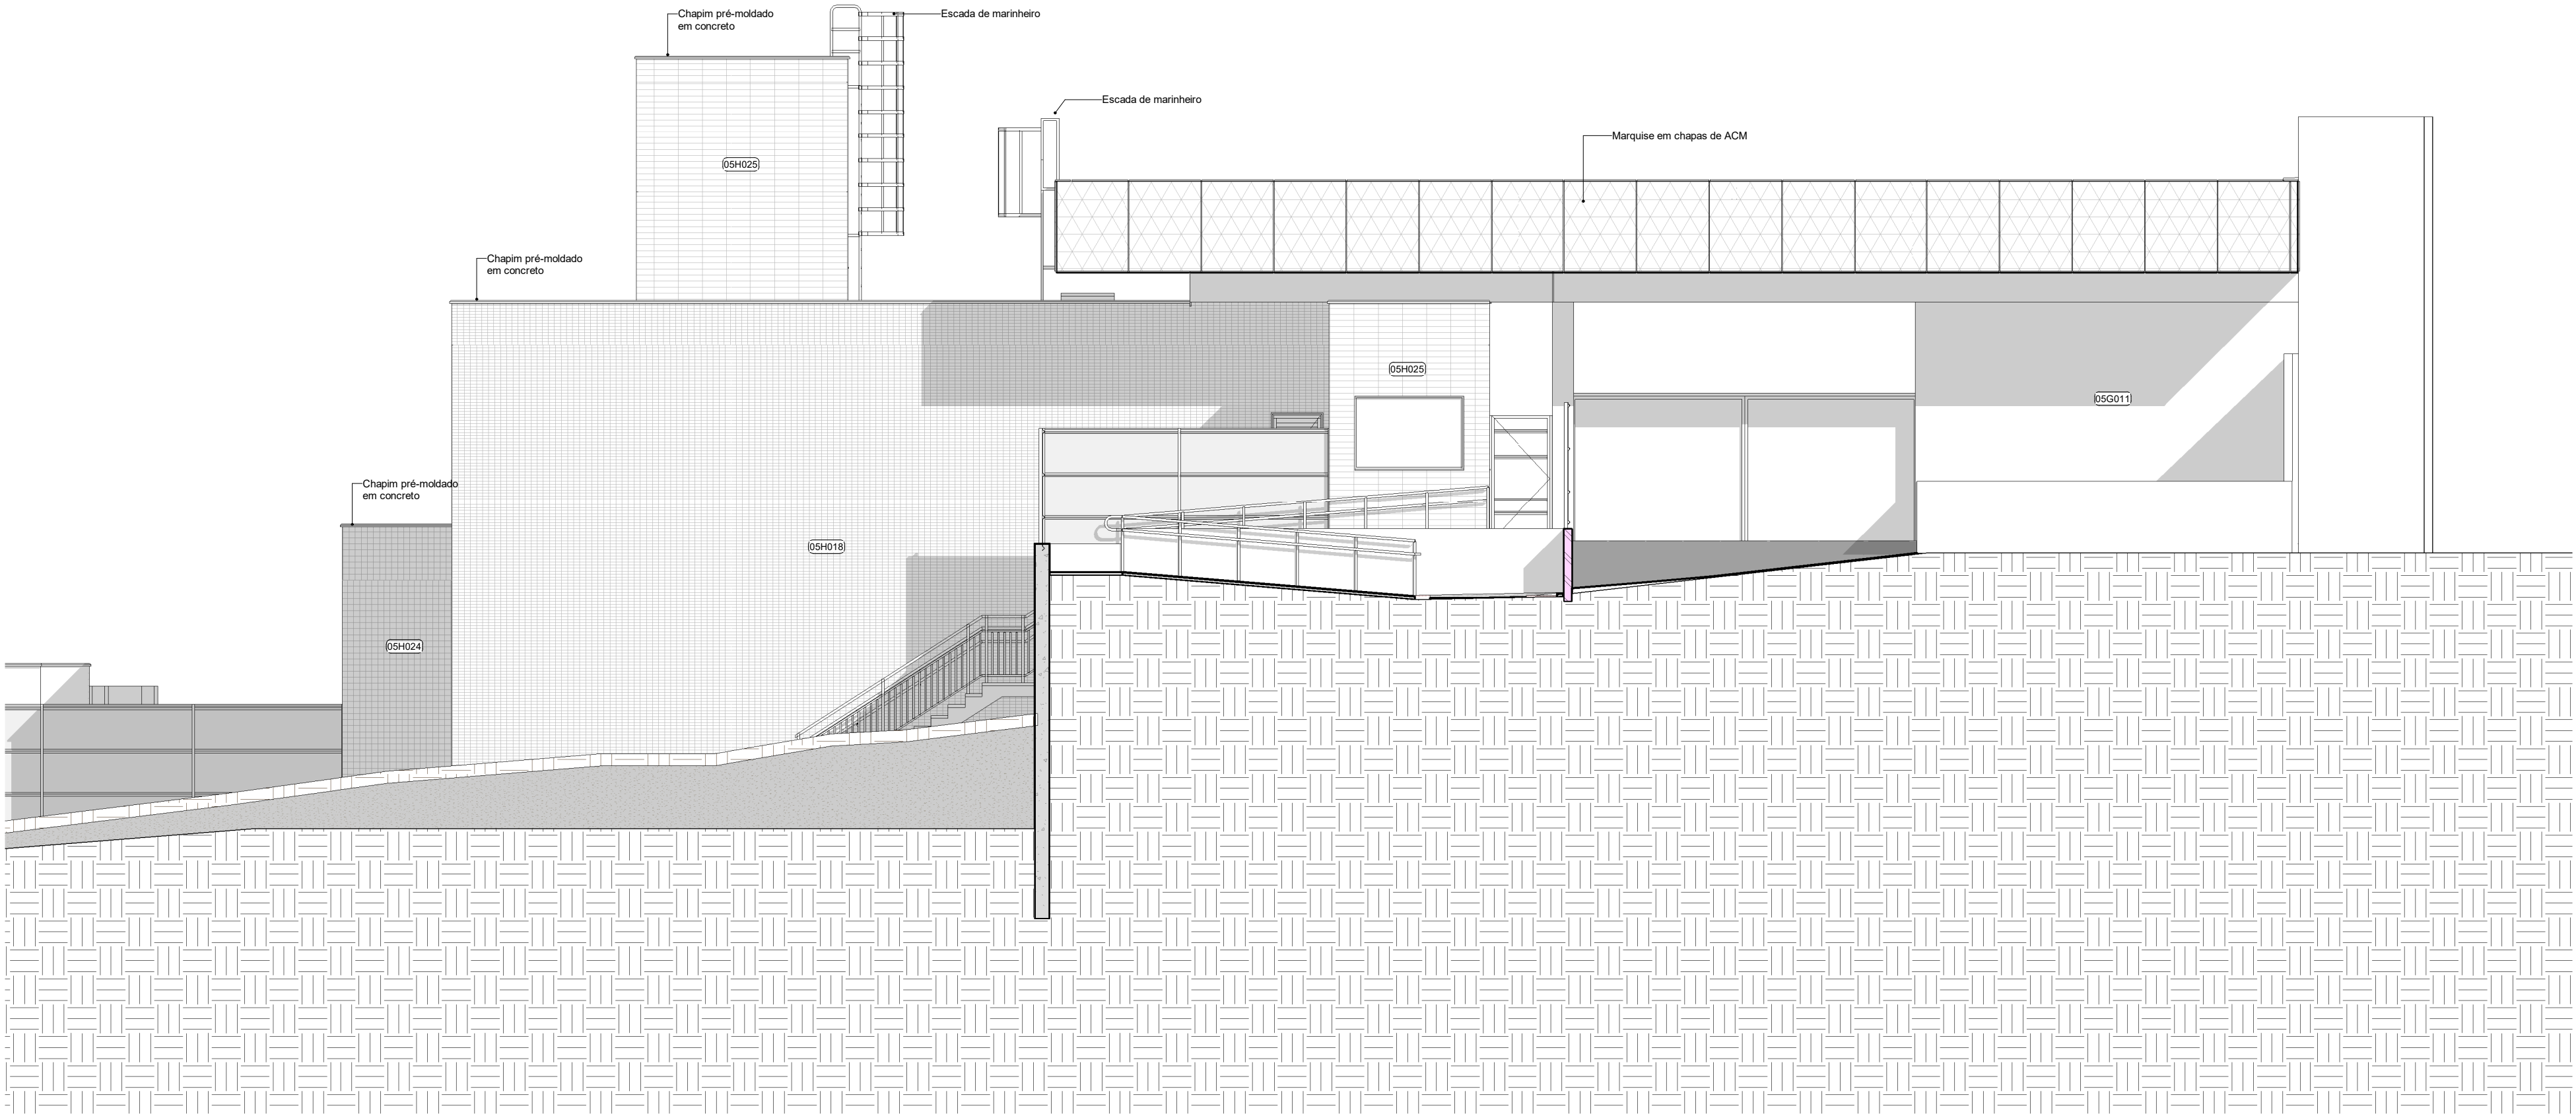 Chapim pré-moldado
em concreto
Escada de marinheiro
Escada de marinheiro
Marquise em chapas de ACM
05H025
Chapim pré-moldado
em concreto
05H025
05G011
Chapim pré-moldado
em concreto
05H018
05H024